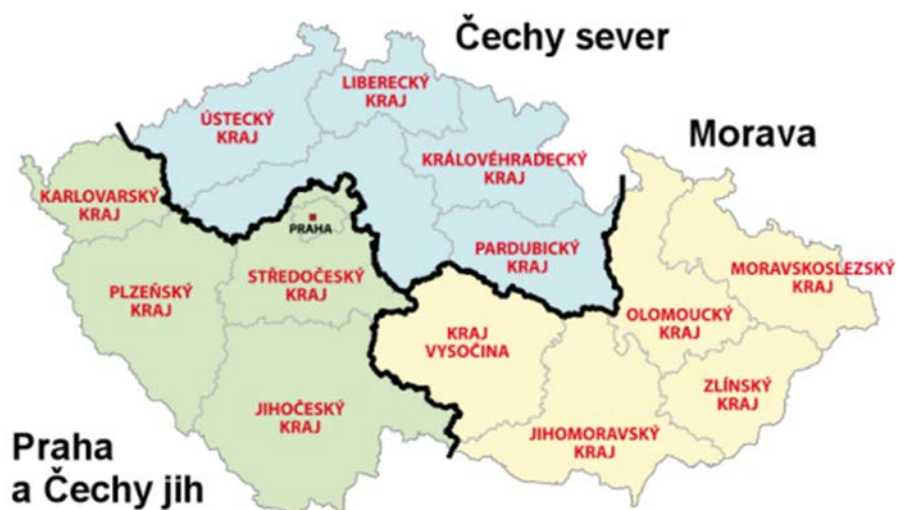 Čechy sever
LIBERECKÝ
KRAJ
ÚSTECKÝ
KRAJ
Morava
KRÁLOVÉHRADECKÝ
KRAJ
KARLOVARSKÝ
KRAJ
PRAHA
PARDUBICKÝ
KRAJ
MORAVSKOSLEZSKÝ
KRAJ
STŘEDOČESKÝ
KRAJ
PLZEŇSKÝ
KRAJ
OLOMOUCKÝ
KRAJ
KRAJ
VYSOČINA
ZLÍNSKÝ
KRAJ
JIHOČESKÝ
KRAJ
JIHOMORAVSKÝ
KRAJ
Praha
a Čechy jih